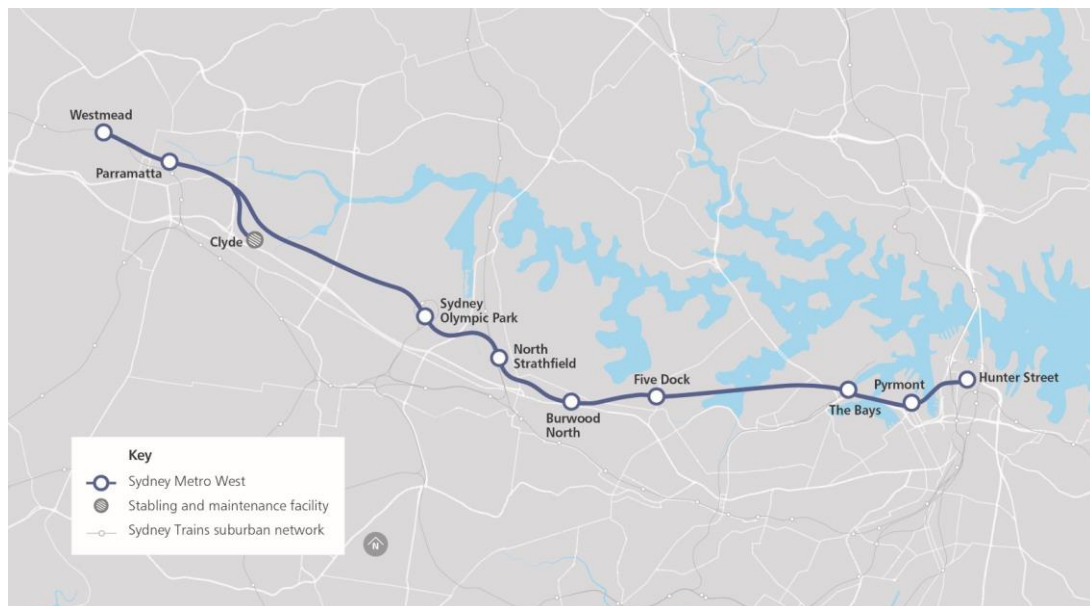 Westmead
Parramatta
Clyde
Sydney
Olympic Park
North
Strathfield
Burwood
North
Five Dock
The Bays
Pyrmont
Hunter Street
Key
Sydney Metro West
Stabling and maintenance facility
Sydney Trains suburban network
N